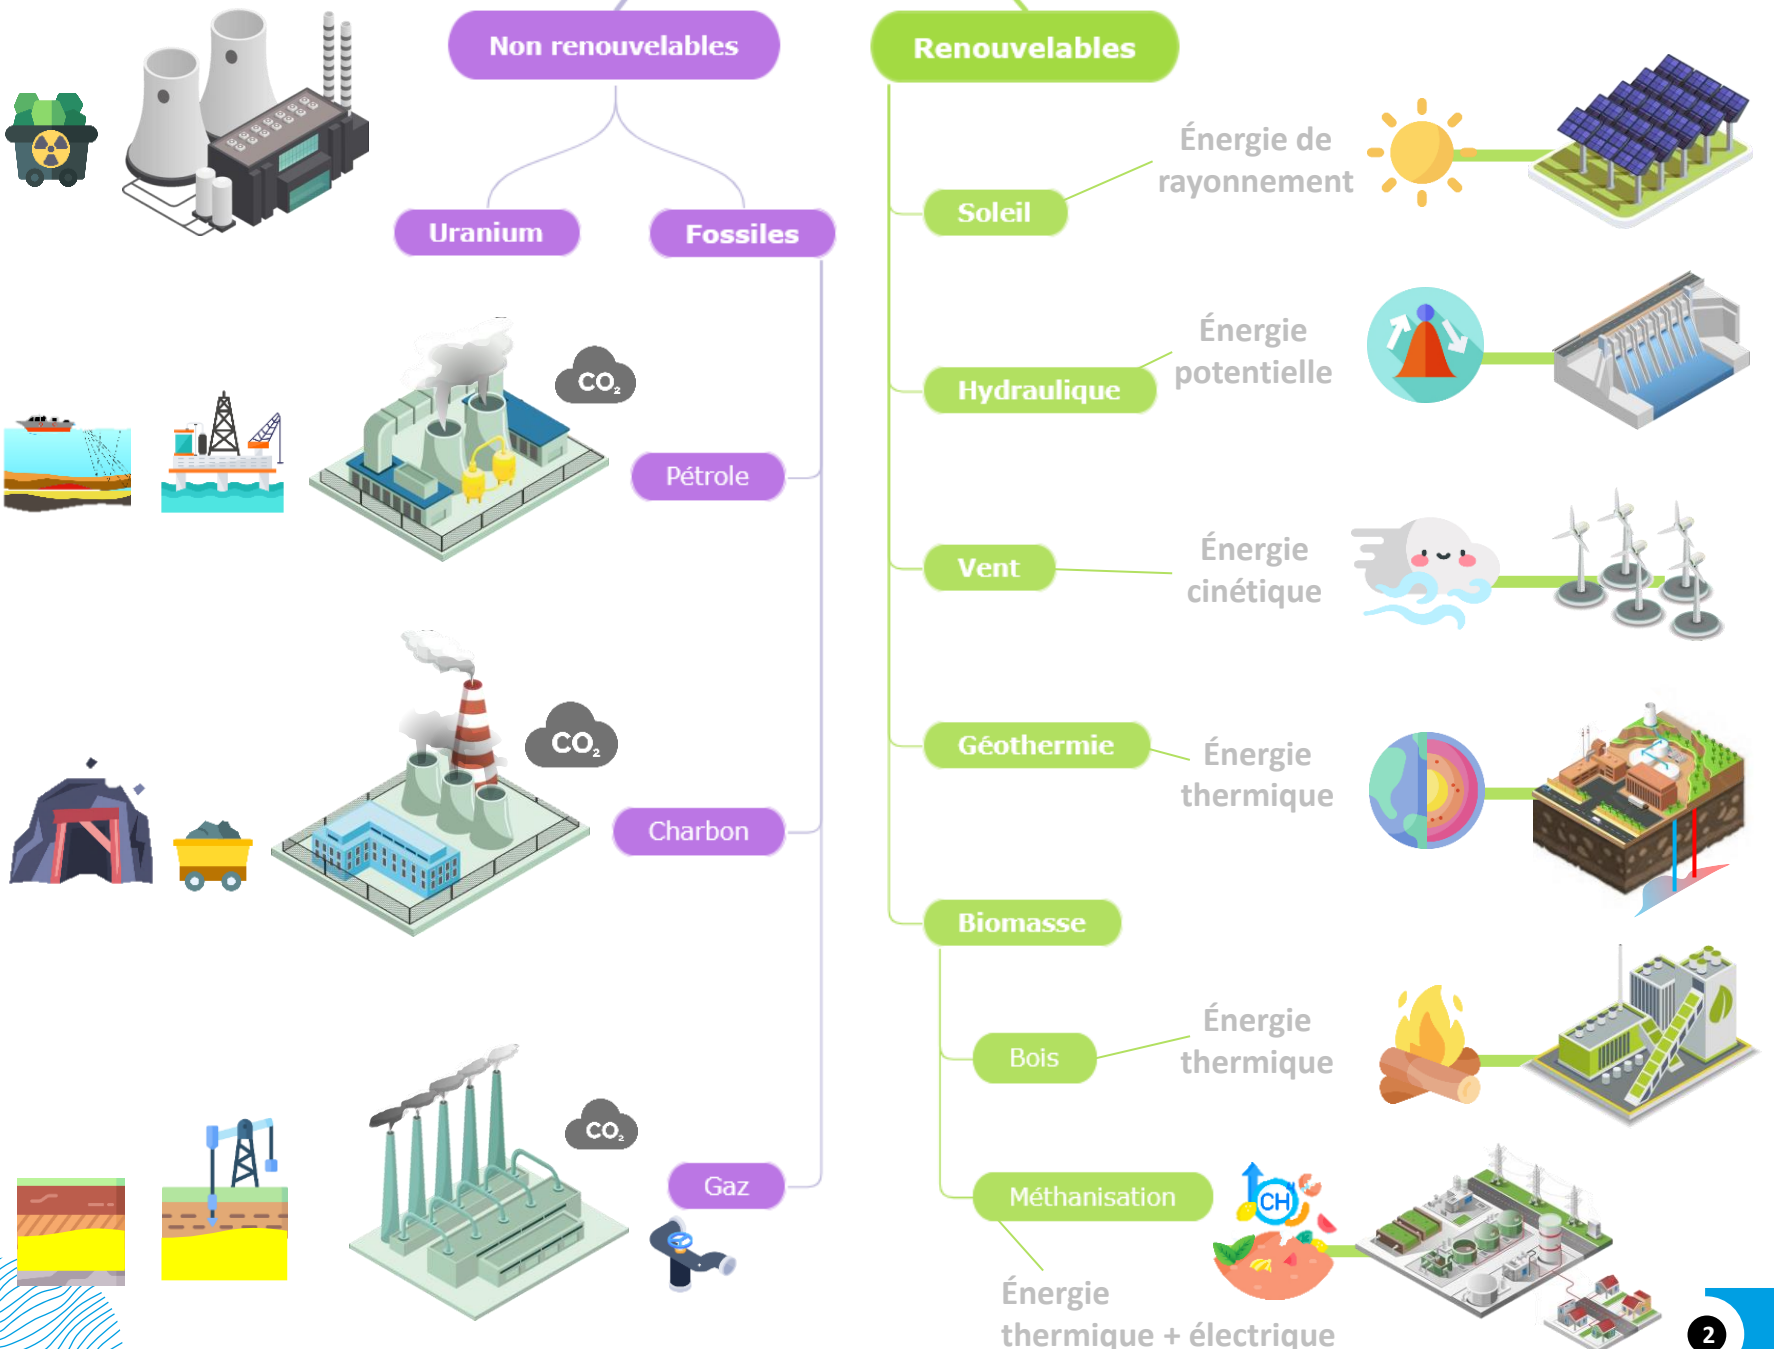 Non renouvelables
Uranium
Fossiles
CO₂
Pétrole
CO₂
Charbon
CO₂
Gaz
Renouvelables
Soleil
Énergie de
rayonnement
Hydraulique
Énergie
potentielle
Vent
Énergie
cinétique
Géothermie
Énergie
thermique
Biomasse
Bois
Énergie
thermique
Méthanisation
CH
Énergie
thermique + électrique
2